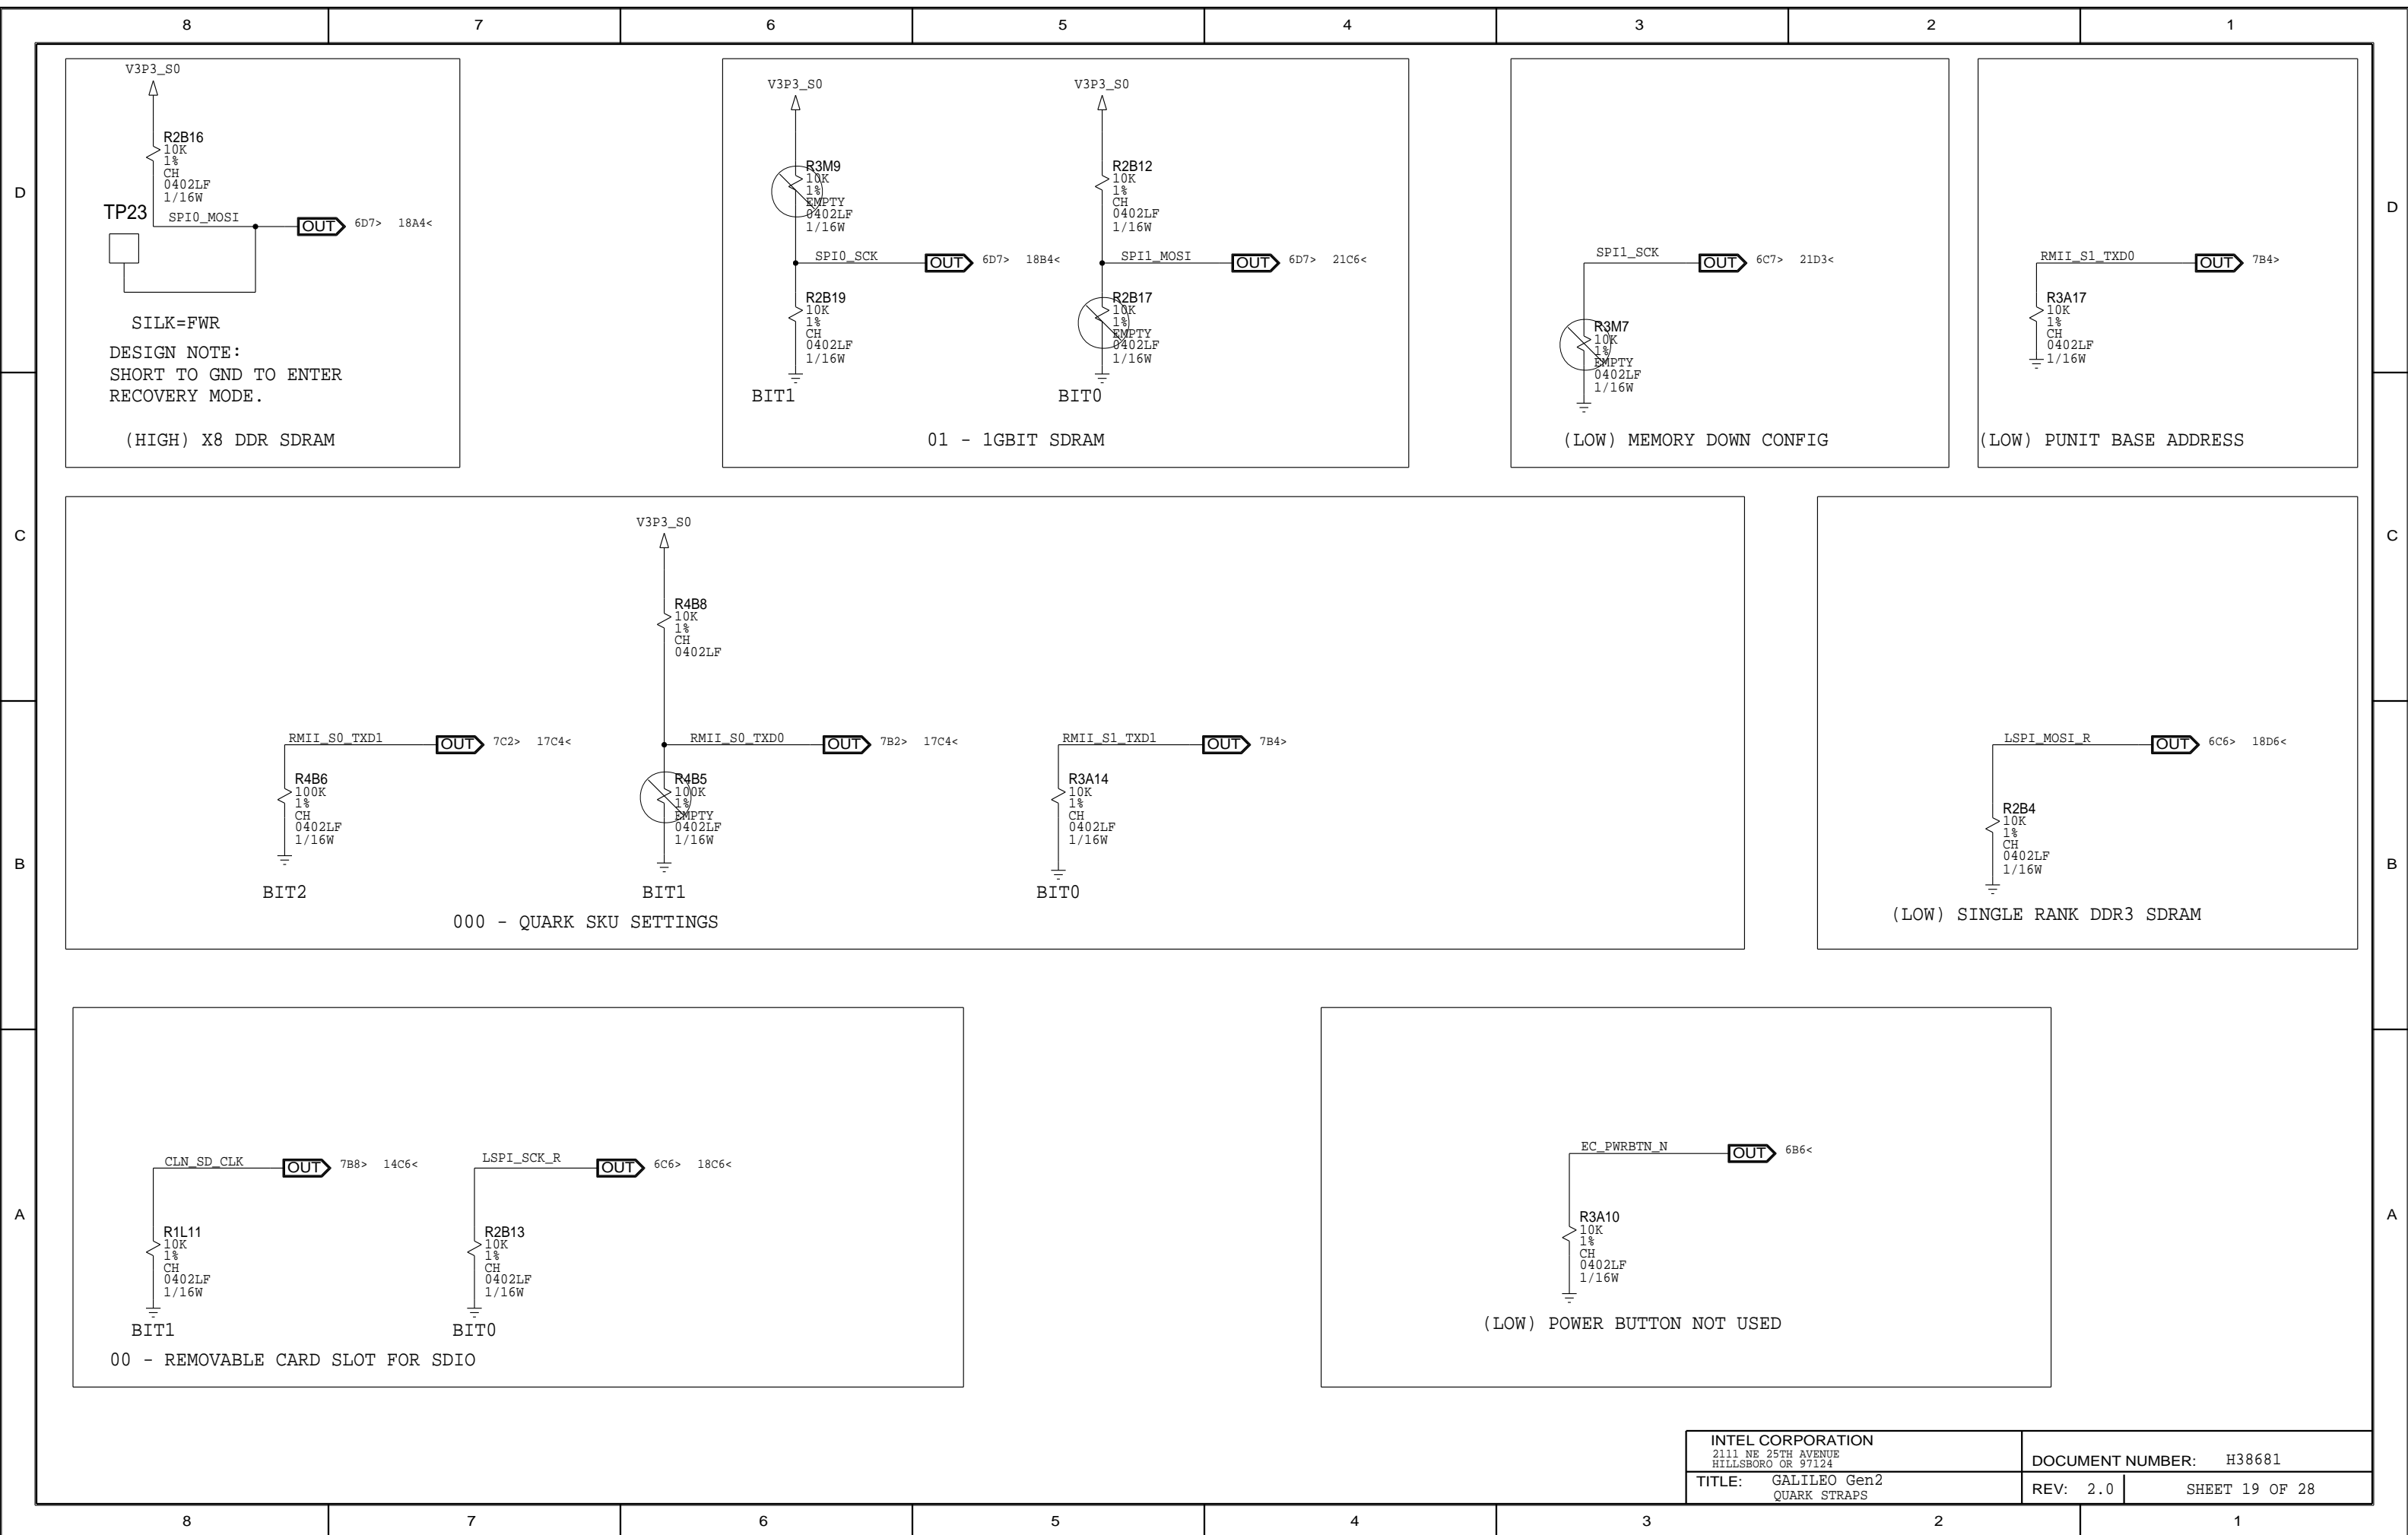 8 7 6 5 4 3 2 1
D
D
C
C
B
B
A
A
V3P3_S0
R2B16
10K
1%
CH
0402LF
1/16W
TP23
SPI0_MOSI
OUT 6D7> 18A4<
SILK=FWR
DESIGN NOTE:
SHORT TO GND TO ENTER
RECOVERY MODE.
(HIGH) X8 DDR SDRAM
V3P3_S0
R3M9
10K
1%
EMPTY
0402LF
1/16W
SPI0_SCK
OUT 6D7> 18B4<
R2B19
10K
1%
CH
0402LF
1/16W
BIT1
V3P3_S0
R2B12
10K
1%
CH
0402LF
1/16W
SPI1_MOSI
OUT 6D7> 21C6<
R2B17
10K
1%
EMPTY
0402LF
1/16W
BIT0
01 - 1GBIT SDRAM
SPI1_SCK
OUT 6C7> 21D3<
R3M7
10K
1%
EMPTY
0402LF
1/16W
(LOW) MEMORY DOWN CONFIG
RMII_S1_TXD0
OUT 7B4>
R3A17
10K
1%
CH
0402LF
1/16W
(LOW) PUNIT BASE ADDRESS
RMII_S0_TXD1
OUT 7C2> 17C4<
R4B6
100K
1%
CH
0402LF
1/16W
BIT2
V3P3_S0
R4B8
10K
1%
CH
0402LF
RMII_S0_TXD0
OUT 7B2> 17C4<
R4B5
100K
1%
EMPTY
0402LF
1/16W
BIT1
RMII_S1_TXD1
OUT 7B4>
R3A14
10K
1%
CH
0402LF
1/16W
BIT0
000 - QUARK SKU SETTINGS
LSPI_MOSI_R
OUT 6C6> 18D6<
R2B4
10K
1%
CH
0402LF
1/16W
(LOW) SINGLE RANK DDR3 SDRAM
CLN_SD_CLK
OUT 7B8> 14C6<
R1L11
10K
1%
CH
0402LF
1/16W
BIT1
LSPI_SCK_R
OUT 6C6> 18C6<
R2B13
10K
1%
CH
0402LF
1/16W
BIT0
00 - REMOVABLE CARD SLOT FOR SDIO
EC_PWRBTN_N
OUT 6B6<
R3A10
10K
1%
CH
0402LF
1/16W
(LOW) POWER BUTTON NOT USED
INTEL CORPORATION
2111 NE 25TH AVENUE
HILLSBORO OR 97124
DOCUMENT NUMBER: H38681
TITLE: GALILEO Gen2
QUARK STRAPS
REV: 2.0
SHEET 19 OF 28
8 7 6 5 4 3 2 1